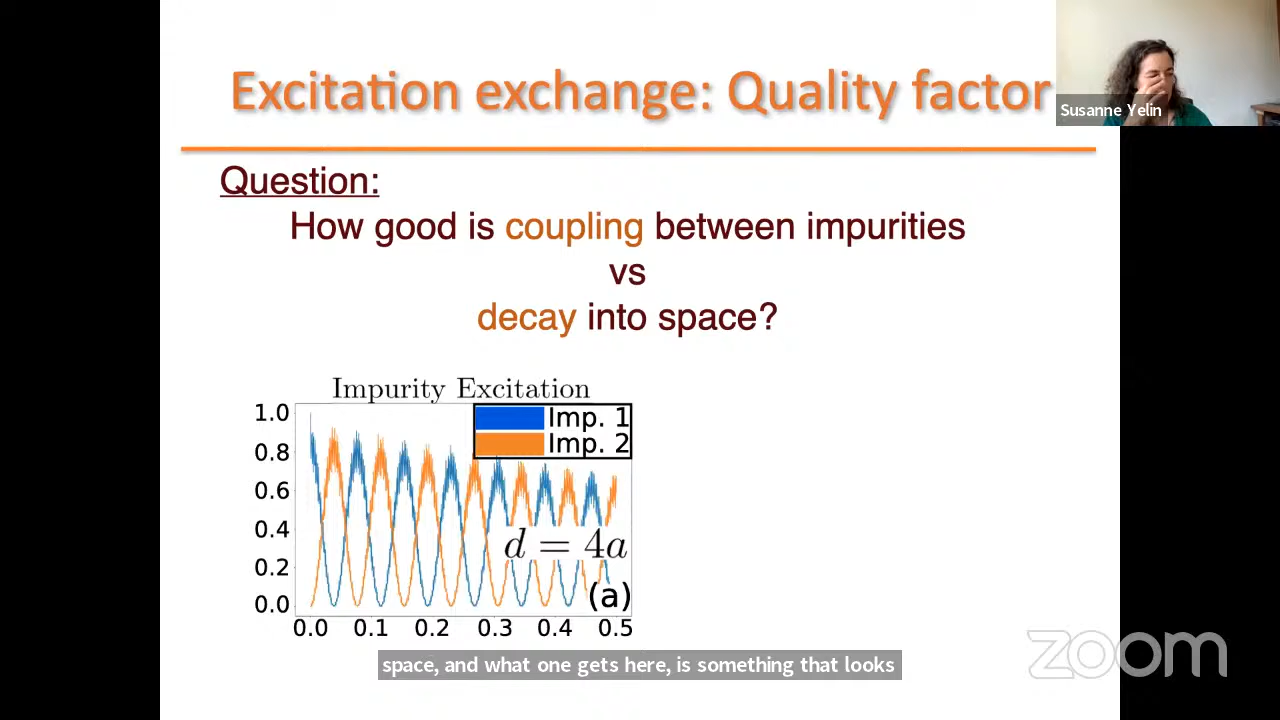 Excitation exchange: Quality factor
Susanne Yelin
Question:
How good is coupling between impurities
vs
decay into space?
Impurity Excitation
1.0
0.8
0.6
0.4
0.2
0.0
Imp. 1
Imp. 2
d = 4a
(a)
0.0 0.1 0.2 0.3 0.4 0.5
space, and what one gets here, is something that looks
zoom